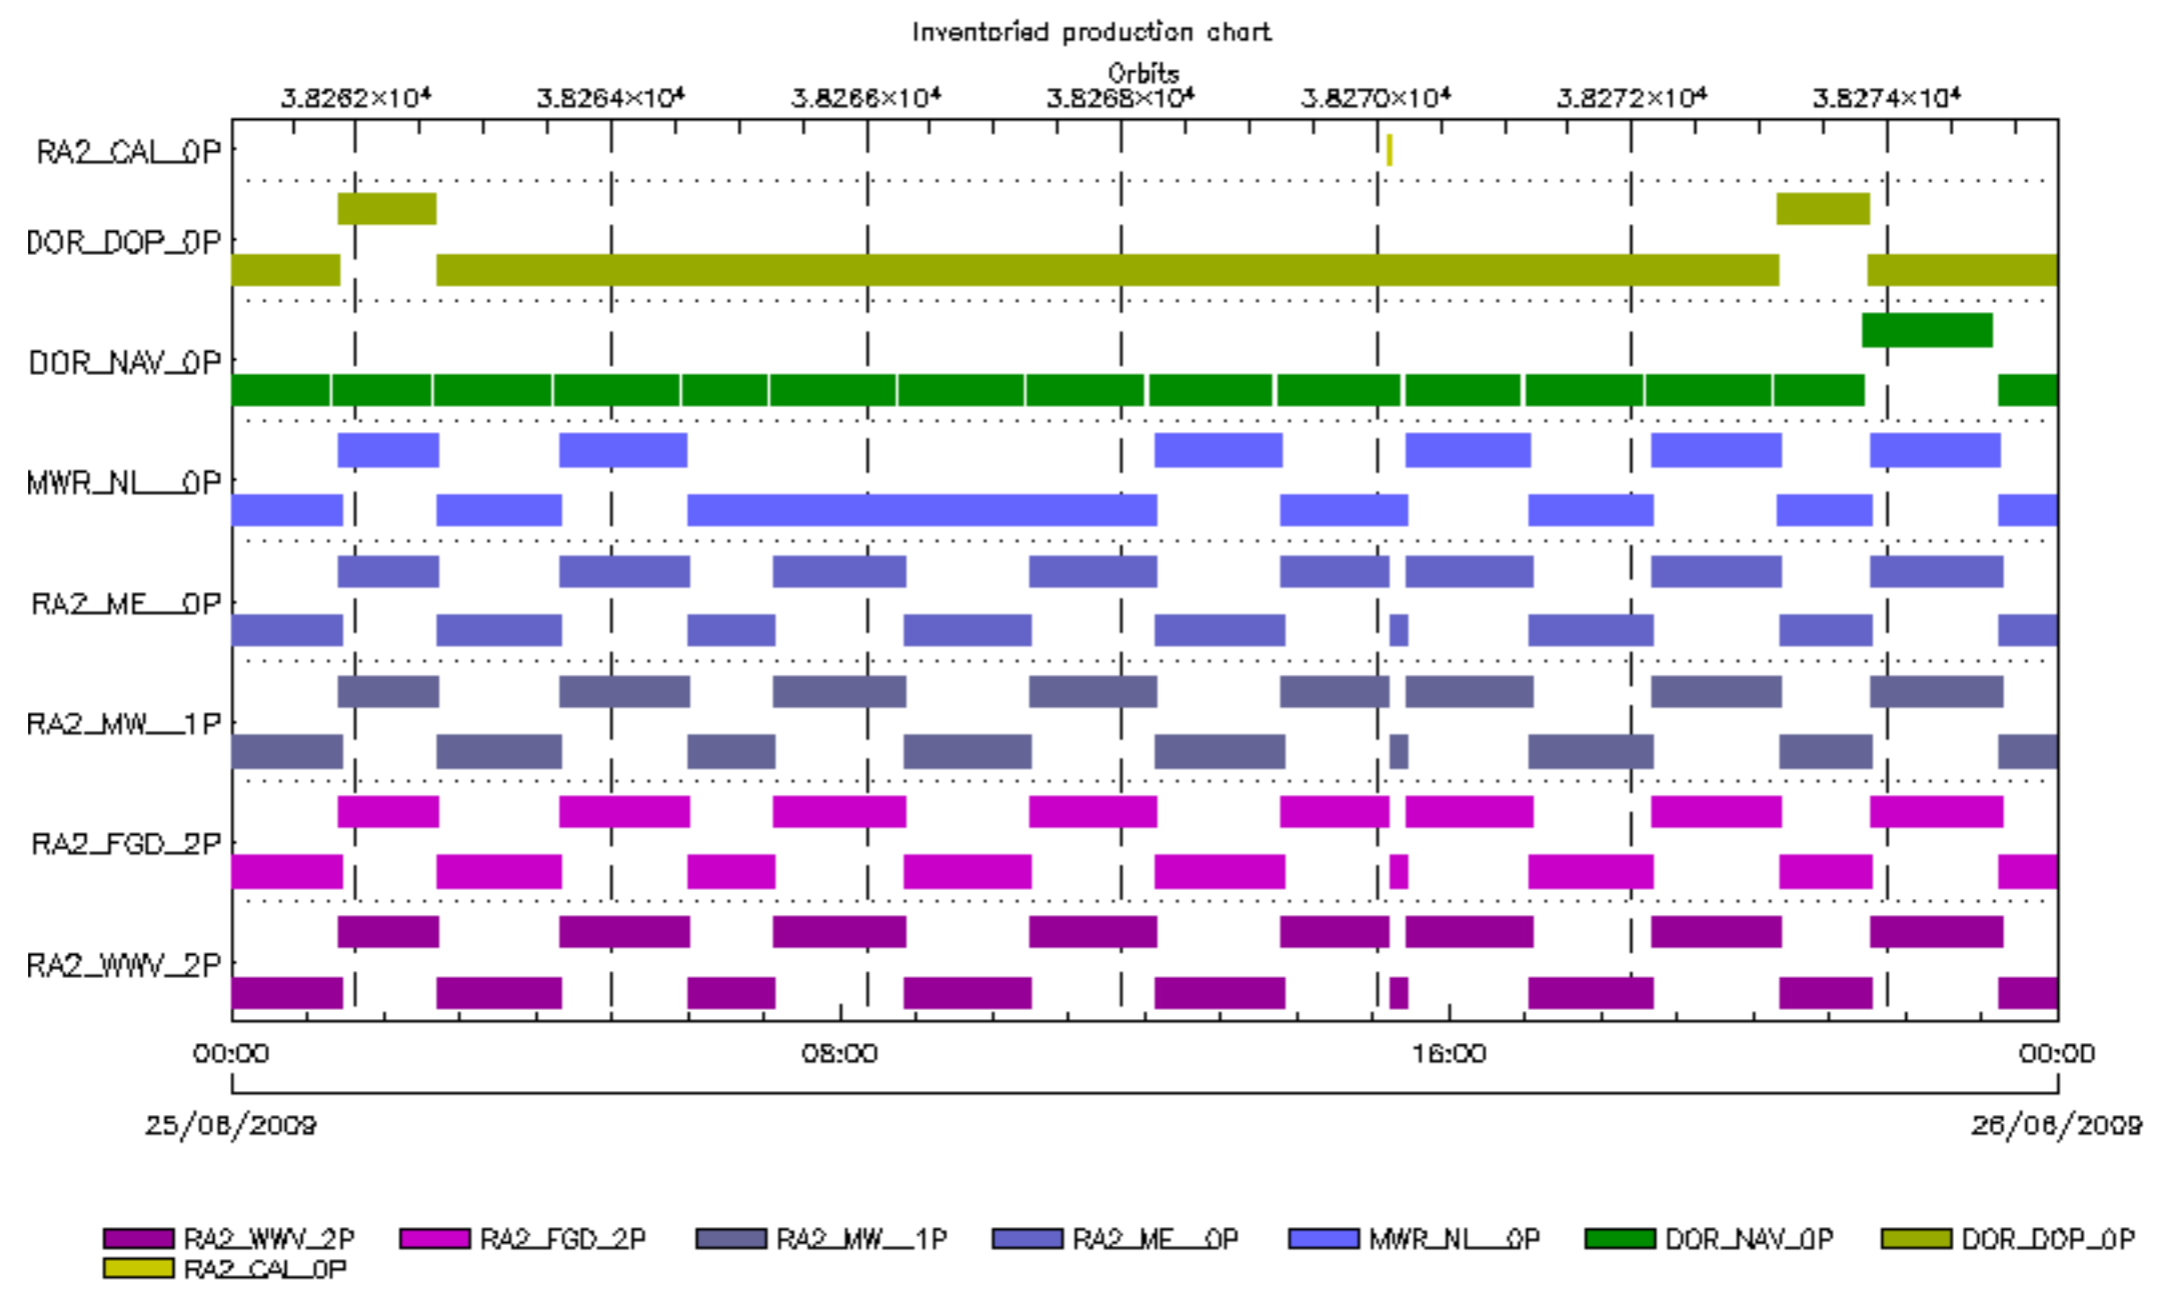 Inventoried production chart
Orbits
3.8262×10⁴ 3.8264×10⁴ 3.8266×10⁴ 3.8268×10⁴ 3.8270×10⁴ 3.8272×10⁴ 3.8274×10⁴
RA2_CAL_0P
DOR_DOP_0P
DOR_NAV_0P
MWR_NL__0P
RA2_ME__0P
RA2_MW__1P
RA2_FGD_2P
RA2_WWV_2P
00:00 08:00 16:00 00:00
25/06/2009 26/06/2009
RA2_WWV_2P RA2_FGD_2P RA2_MW__1P RA2_ME__0P MWR_NL__0P DOR_NAV_0P DOR_DOP_0P
RA2_CAL_0P